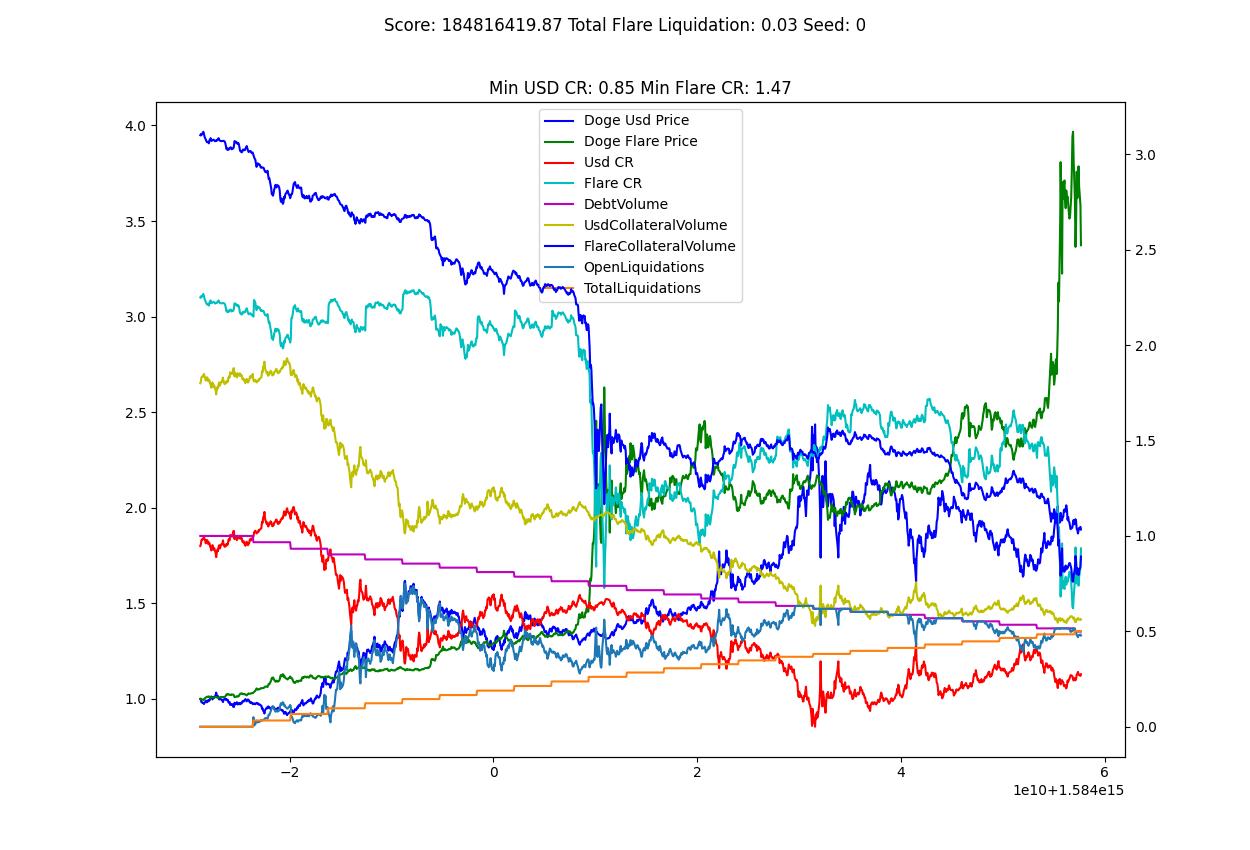 Score: 184816419.87 Total Flare Liquidation: 0.03 Seed: 0
Min USD CR: 0.85 Min Flare CR: 1.47
Doge Usd Price
Doge Flare Price
Usd CR
Flare CR
DebtVolume
UsdCollateralVolume
FlareCollateralVolume
OpenLiquidations
TotalLiquidations
4.0
3.5
3.0
2.5
2.0
1.5
1.0
3.0
2.5
2.0
1.5
1.0
0.5
0.0
−2 0 2 4 6
1e10+1.584e15